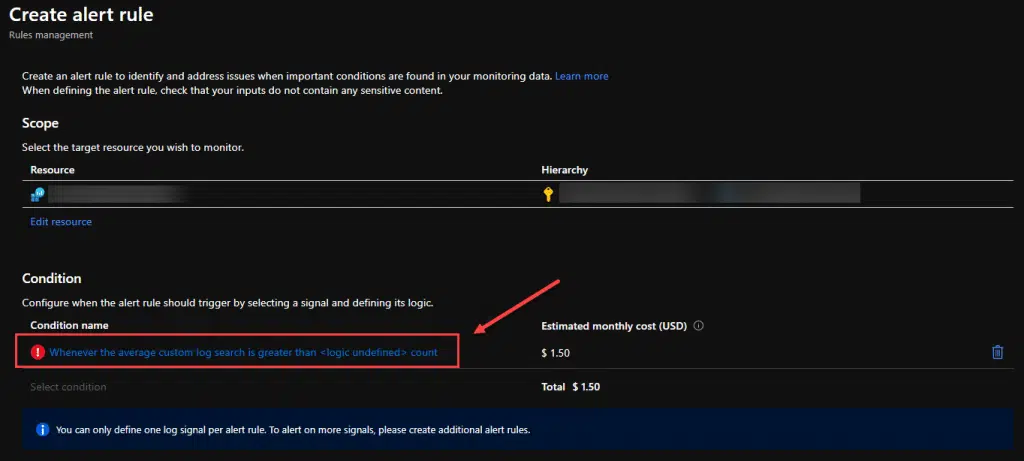 Create alert rule
Rules management
Create an alert rule to identify and address issues when important conditions are found in your monitoring data. Learn more
When defining the alert rule, check that your inputs do not contain any sensitive content.
Scope
Select the target resource you wish to monitor.
Resource Hierarchy
Edit resource
Condition
Configure when the alert rule should trigger by selecting a signal and defining its logic.
Condition name Estimated monthly cost (USD)
Whenever the average custom log search is greater than <logic undefined> count $ 1.50
Select condition Total $ 1.50
You can only define one log signal per alert rule. To alert on more signals, please create additional alert rules.